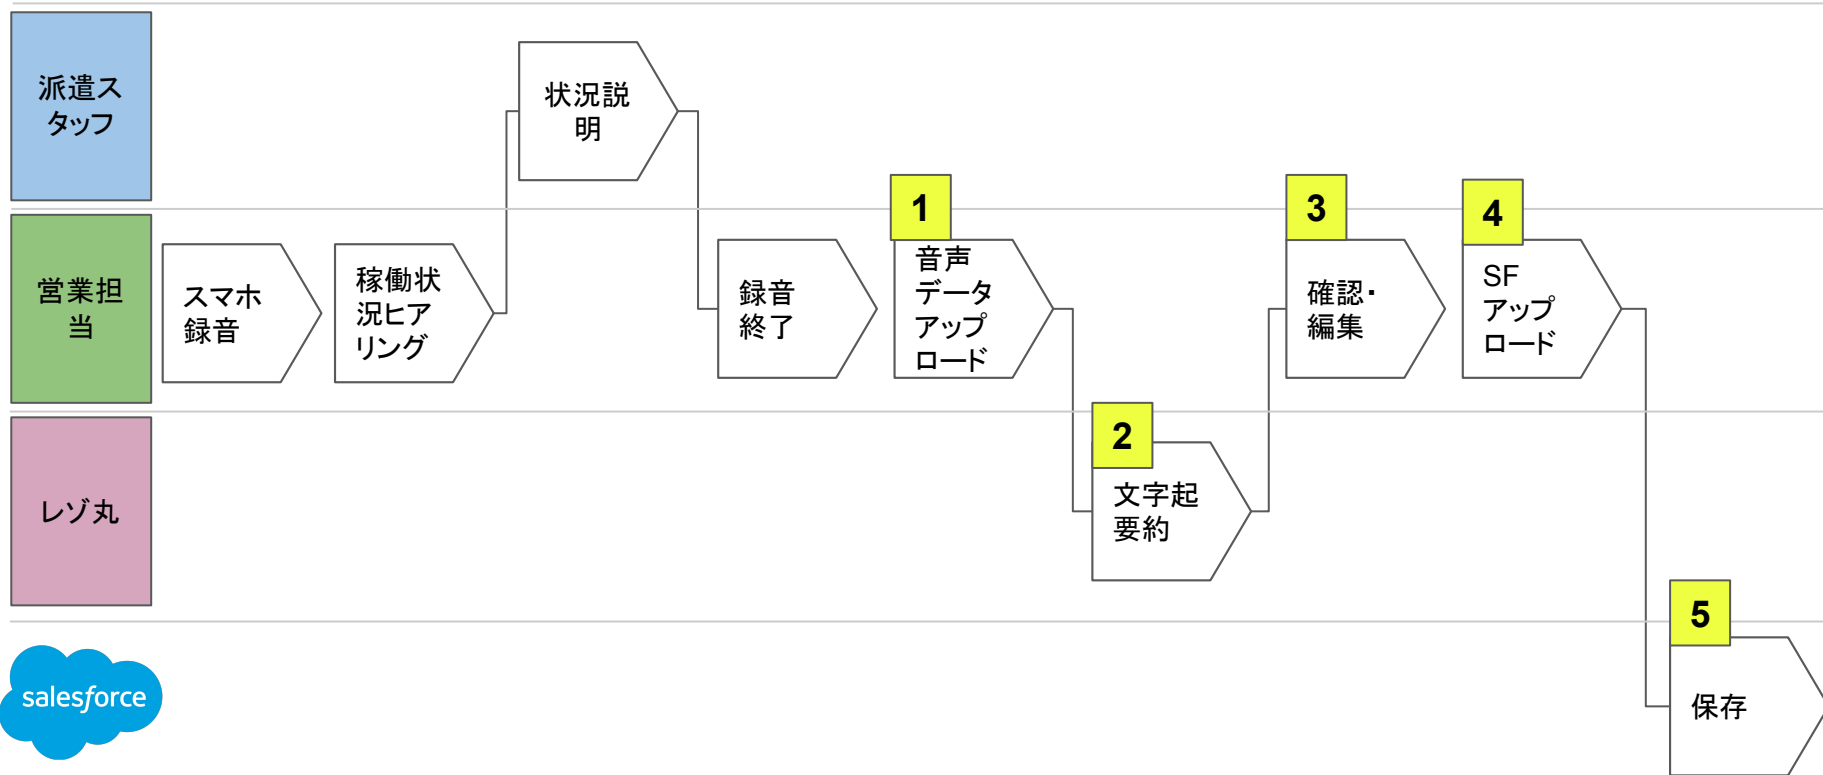 派遣ス
タッフ
状況説
明
営業担
当
スマホ
録音
稼働状
況ヒア
リング
録音
終了
1
音声
データ
アップ
ロード
3
確認・
編集
4
SF
アップ
ロード
レゾ丸
2
文字起
要約
salesforce
5
保存